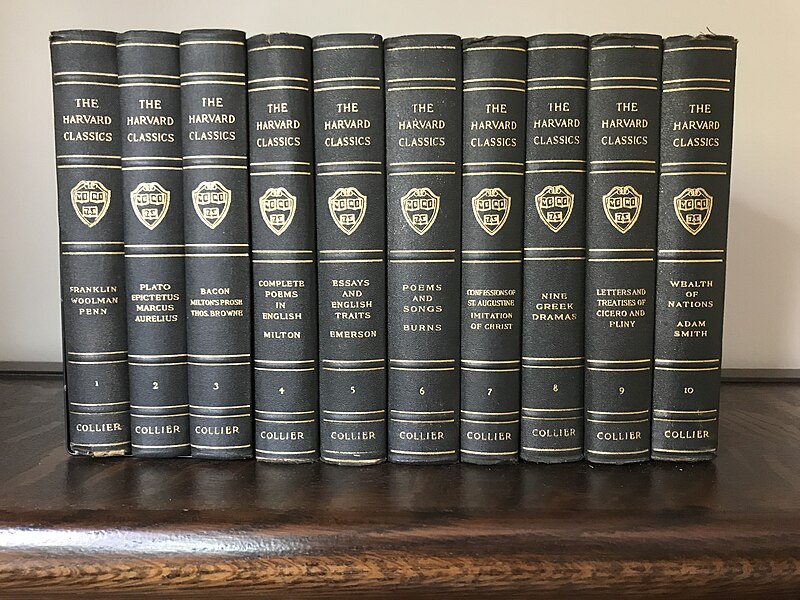 THE
HARVARD
CLASSICS
FRANKLIN
WOOLMAN
PENN
1
COLLIER
THE
HARVARD
CLASSICS
PLATO
EPICTETUS
MARCUS
AURELIUS
2
COLLIER
THE
HARVARD
CLASSICS
BACON
MILTON'S PROSE
THOS. BROWNE
3
COLLIER
THE
HARVARD
CLASSICS
COMPLETE
POEMS
IN
ENGLISH
MILTON
4
COLLIER
THE
HARVARD
CLASSICS
ESSAYS
AND
ENGLISH
TRAITS
EMERSON
5
COLLIER
THE
HARVARD
CLASSICS
POEMS
AND
SONGS
BURNS
6
COLLIER
THE
HARVARD
CLASSICS
CONFESSIONS OF
ST. AUGUSTINE
IMITATION
OF CHRIST
7
COLLIER
THE
HARVARD
CLASSICS
NINE
GREEK
DRAMAS
8
COLLIER
THE
HARVARD
CLASSICS
LETTERS AND
TREATISES OF
CICERO AND
PLINY
9
COLLIER
THE
HARVARD
CLASSICS
WEALTH
OF
NATIONS
ADAM
SMITH
10
COLLIER